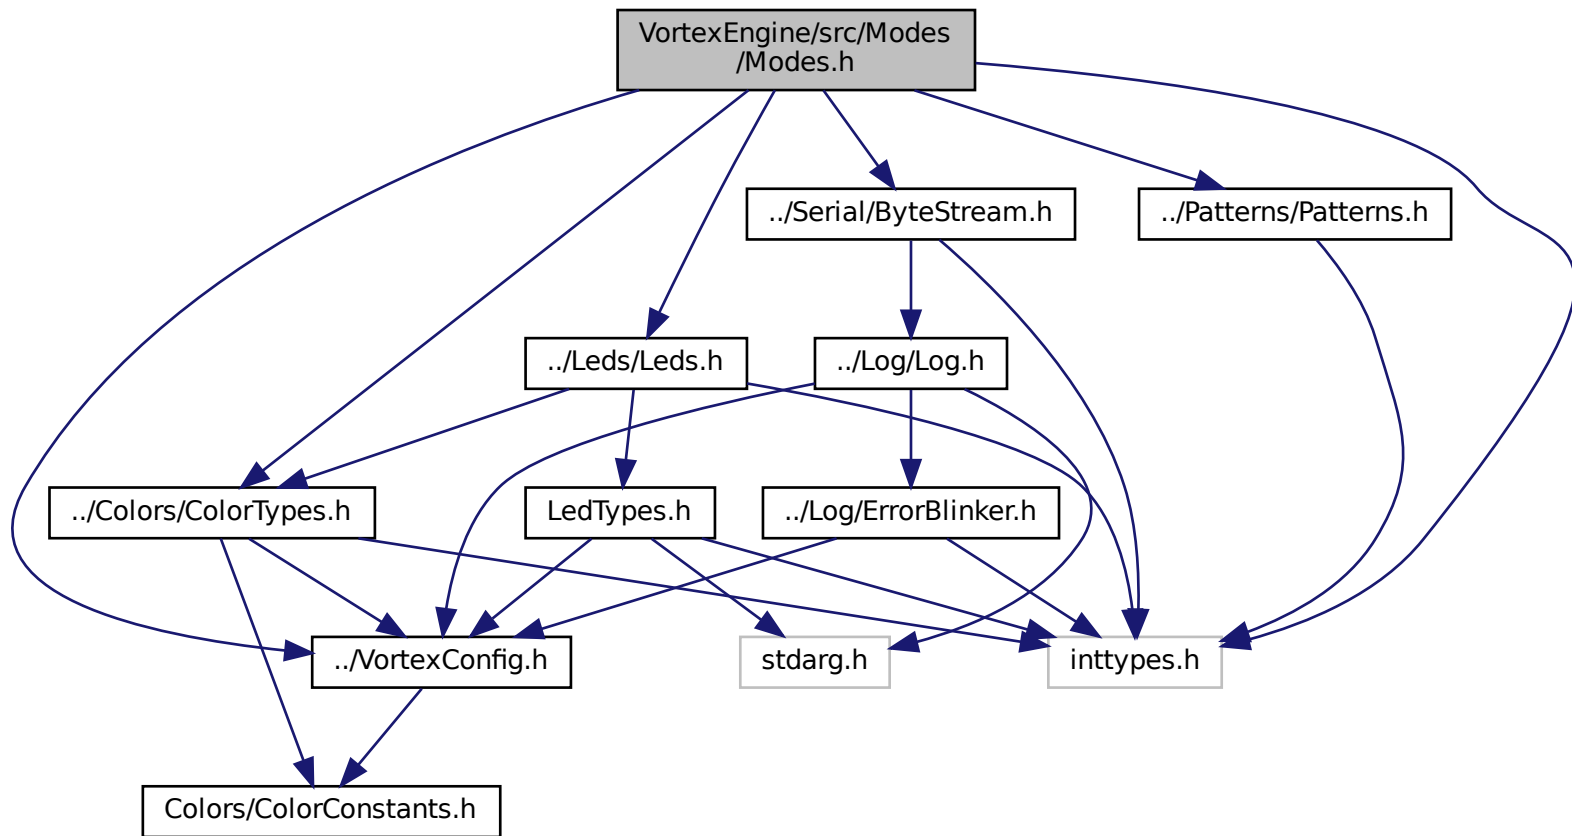 VortexEngine/src/Modes
/Modes.h
../Serial/ByteStream.h
../Patterns/Patterns.h
../Leds/Leds.h
../Log/Log.h
../Colors/ColorTypes.h
LedTypes.h
../Log/ErrorBlinker.h
../VortexConfig.h
stdarg.h
inttypes.h
Colors/ColorConstants.h